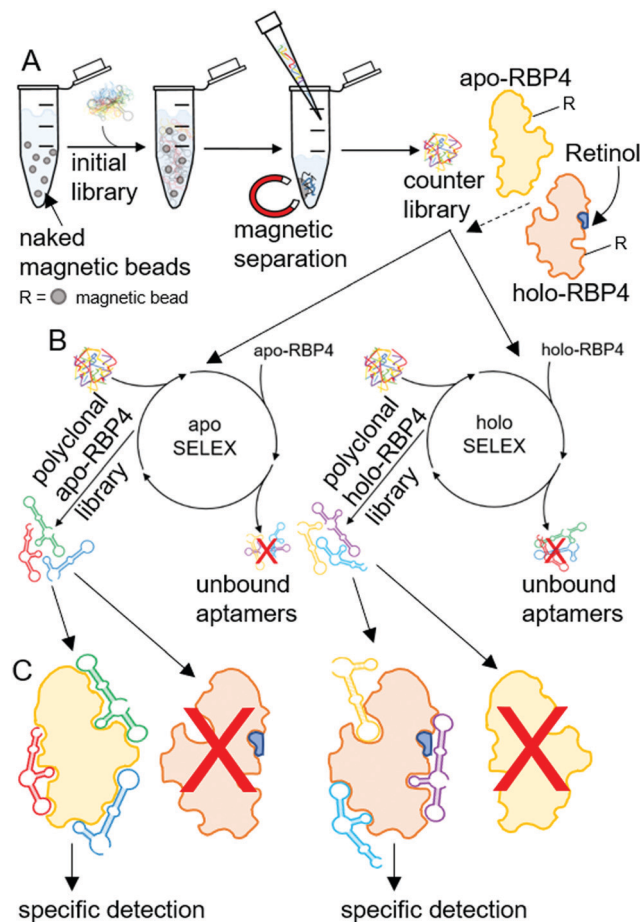 A
apo-RBP4
R
initial
library
counter
library
Retinol
naked
magnetic beads
magnetic
separation
R
R = magnetic bead
holo-RBP4
B
apo-RBP4
holo-RBP4
apo
SELEX
holo
SELEX
polyclonal
apo-RBP4
library
polyclonal
holo-RBP4
library
X
X
unbound
aptamers
unbound
aptamers
C
X
X
specific detection
specific detection